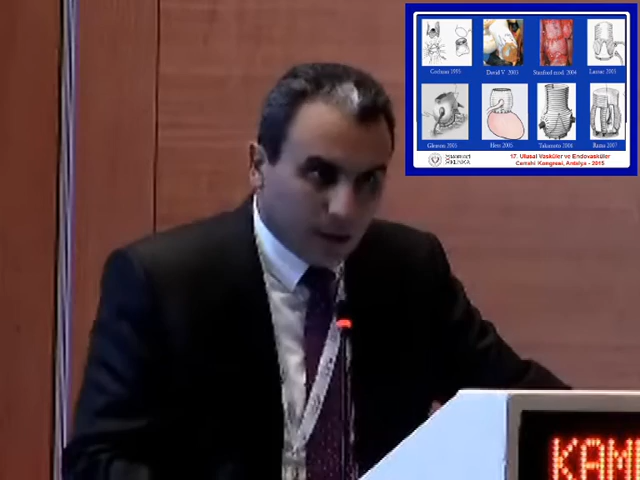 Cochran 1995
David V 2003
Stanford mod. 2004
Lansac 2005
Gleason 2005
Hess 2005
Takamoto 2006
Rama 2007
17. Ulusal Vasküler ve Endovasküler
Cerrahi Kongresi, Antalya - 2015
KAM